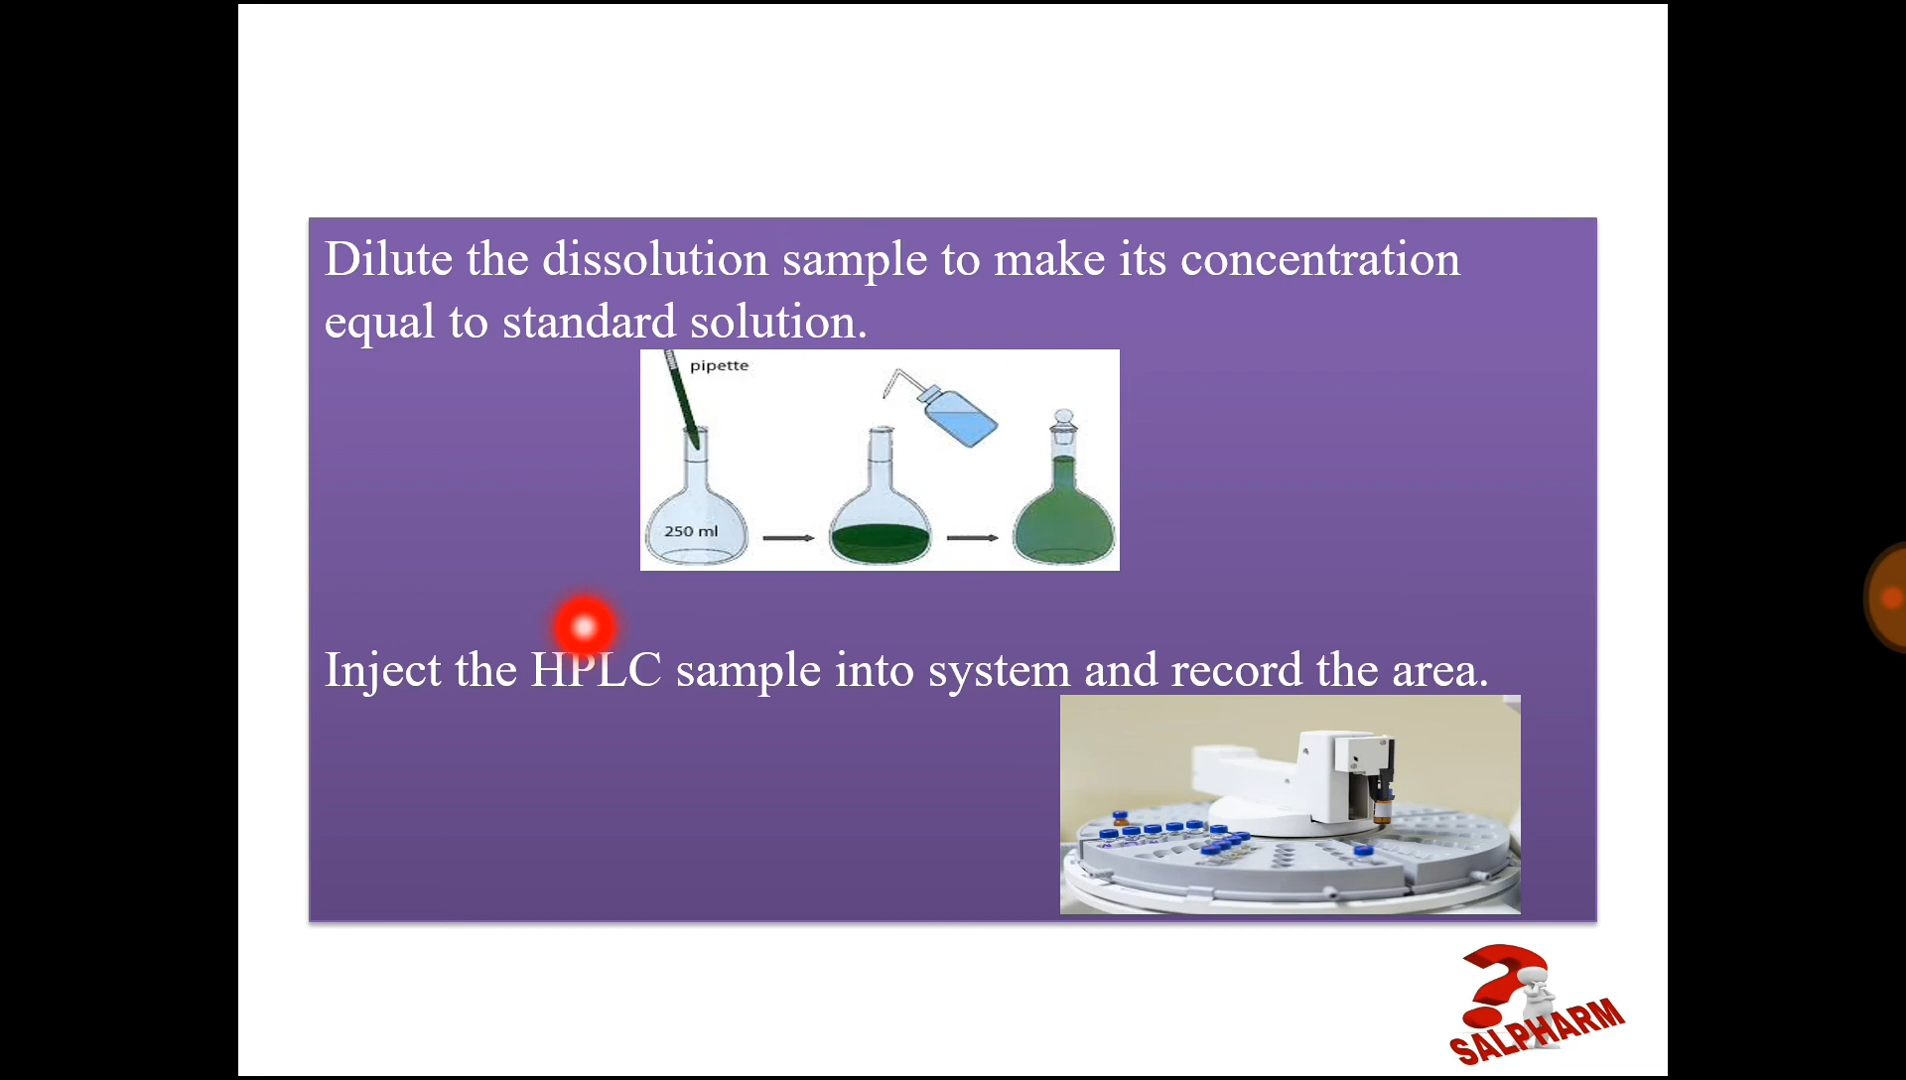 Dilute the dissolution sample to make its concentration
equal to standard solution.
pipette
250 ml
Inject the HPLC sample into system and record the area.
SALPHARM